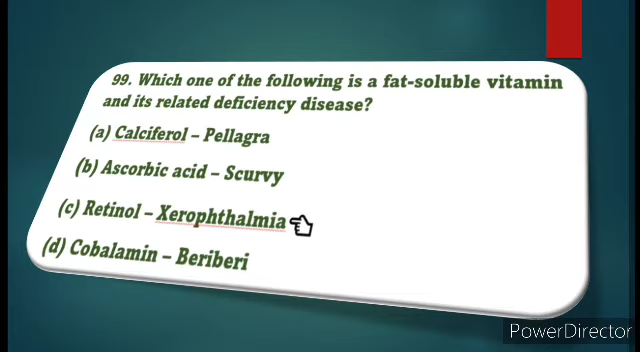 99. Which one of the following is a fat-soluble vitamin
and its related deficiency disease?
(a) Calciferol – Pellagra
(b) Ascorbic acid – Scurvy
(c) Retinol – Xerophthalmia
(d) Cobalamin – Beriberi
PowerDirector